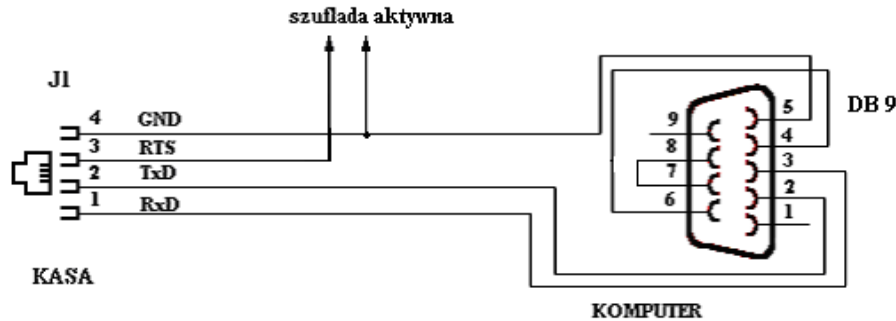 szuflada aktywna
J1
4 GND
3 RTS
2 TxD
1 RxD
KASA
DB 9
9
8
7
6
5
4
3
2
1
KOMPUTER